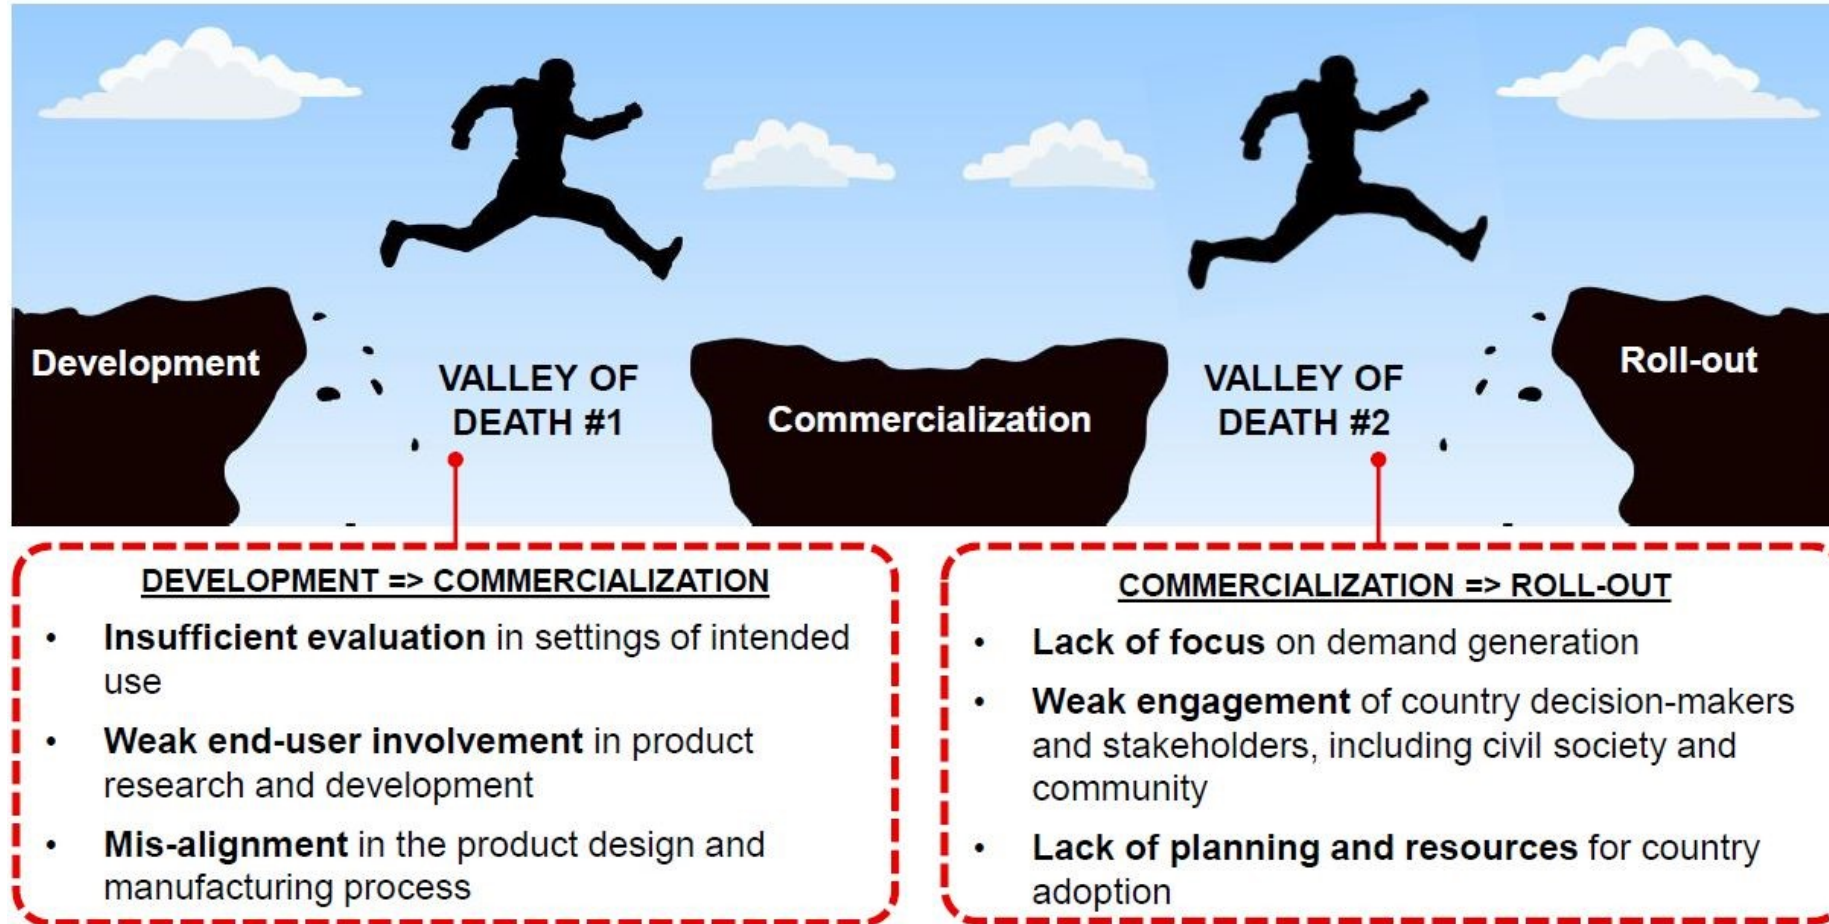 Development
VALLEY OF
DEATH #1
Commercialization
VALLEY OF
DEATH #2
Roll-out
DEVELOPMENT => COMMERCIALIZATION
• Insufficient evaluation in settings of intended
use
• Weak end-user involvement in product
research and development
• Mis-alignment in the product design and
manufacturing process
COMMERCIALIZATION => ROLL-OUT
• Lack of focus on demand generation
• Weak engagement of country decision-makers
and stakeholders, including civil society and
community
• Lack of planning and resources for country
adoption